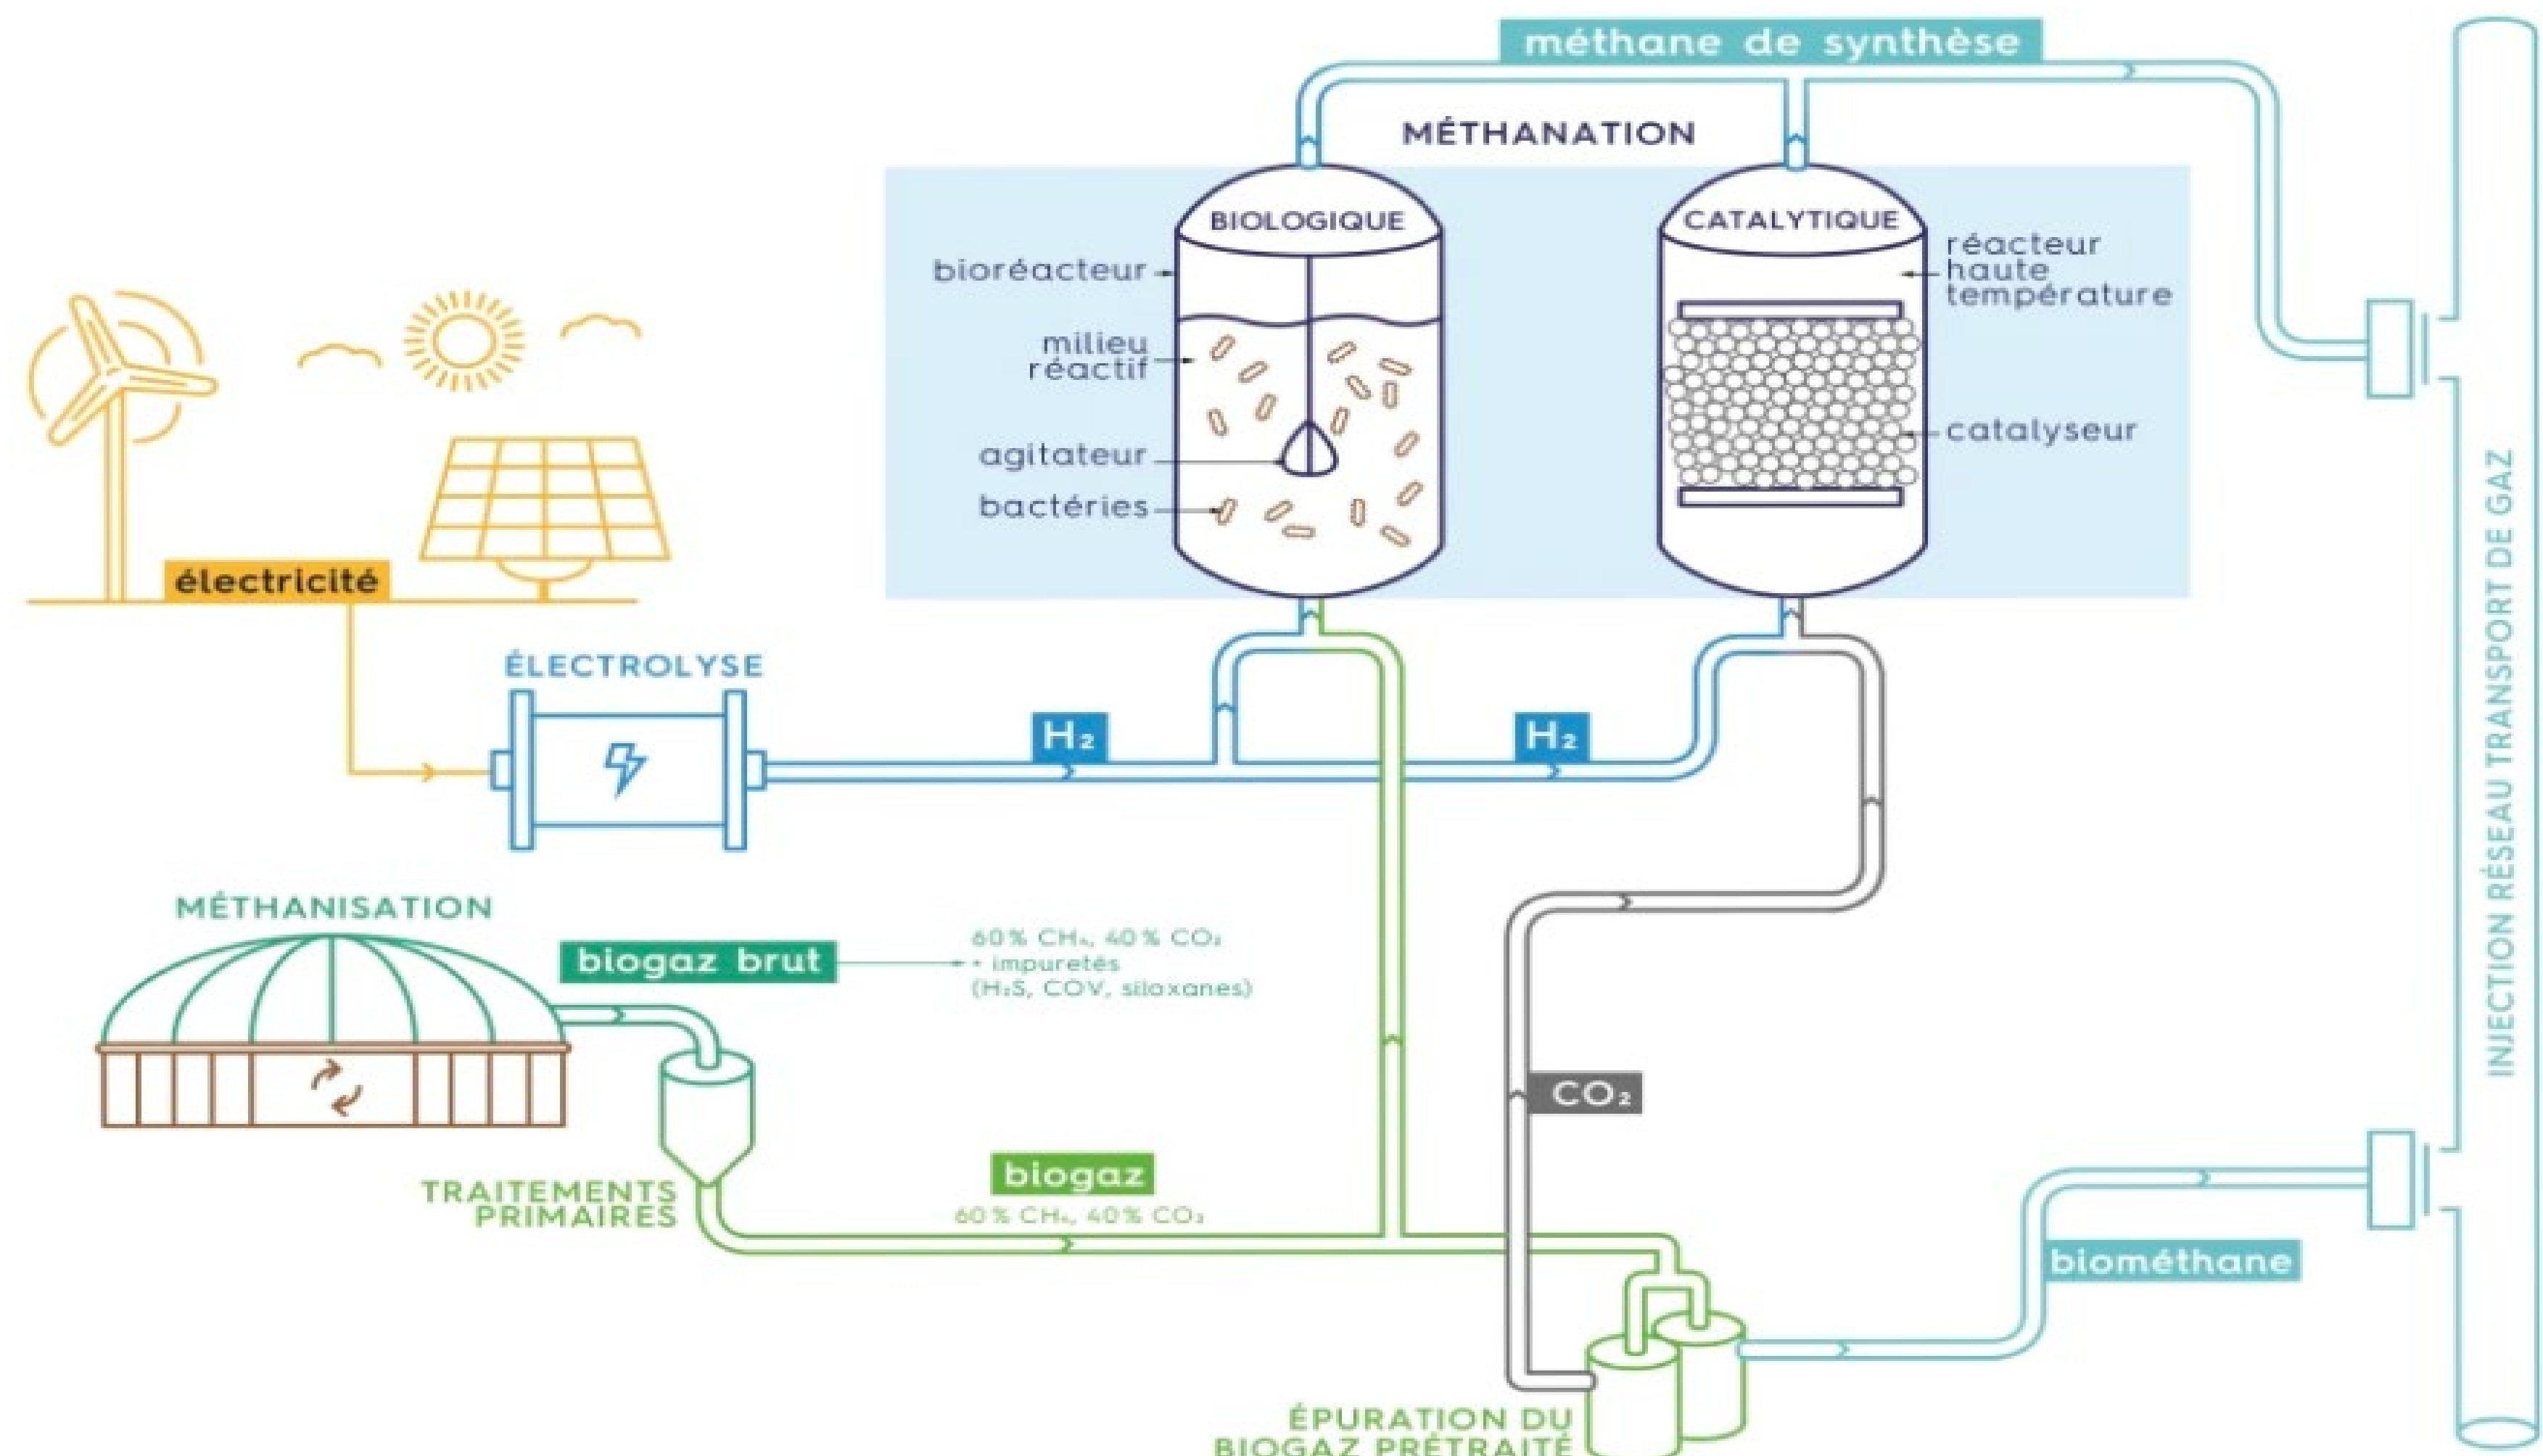 méthane de synthèse
MÉTHANATION
BIOLOGIQUE
CATALYTIQUE
bioréacteur
réacteur
haute
température
milieu
réactif
agitateur
catalyseur
bactéries
électricité
ÉLECTROLYSE
H₂
H₂
INJECTION RÉSEAU TRANSPORT DE GAZ
MÉTHANISATION
biogaz brut
60% CH₄, 40% CO₂
+ impuretés
(H₂S, COV, siloxanes)
CO₂
biogaz
60% CH₄, 40% CO₂
TRAITEMENTS
PRIMAIRES
biométhane
ÉPURATION DU
BIOGAZ PRÉTRAITÉ